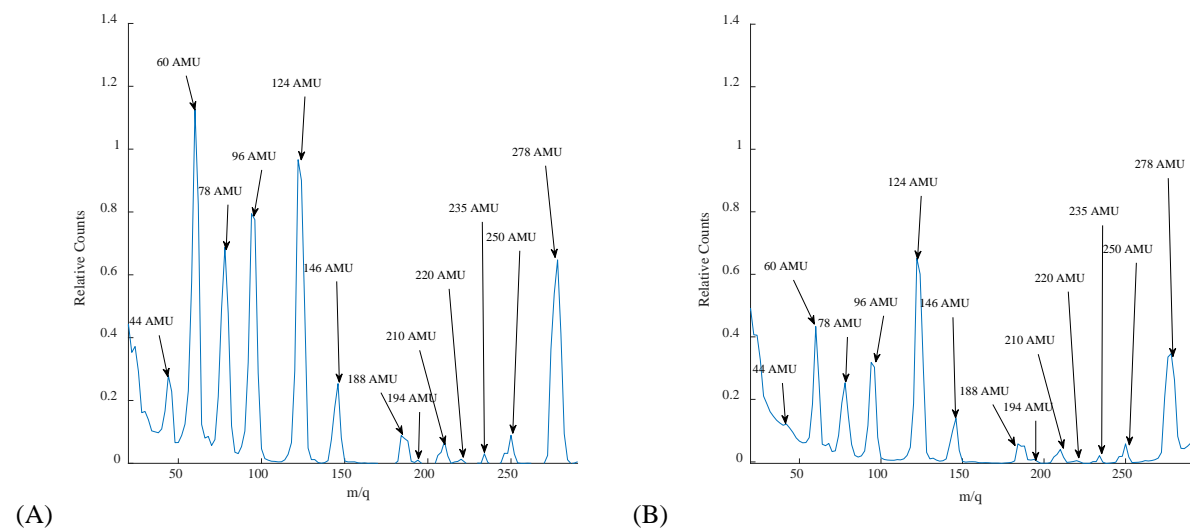 1.4
1.2
1
0.8
0.6
0.4
0.2
0
Relative Counts
60 AMU
124 AMU
96 AMU
278 AMU
78 AMU
235 AMU
250 AMU
146 AMU
220 AMU
44 AMU
210 AMU
188 AMU
194 AMU
50
100
150
200
250
m/q
(A)
1.4
1.2
1
0.8
0.6
0.4
0.2
0
Relative Counts
278 AMU
124 AMU
235 AMU
250 AMU
60 AMU
220 AMU
96 AMU
146 AMU
78 AMU
210 AMU
44 AMU
188 AMU
194 AMU
50
100
150
200
250
m/q
(B)